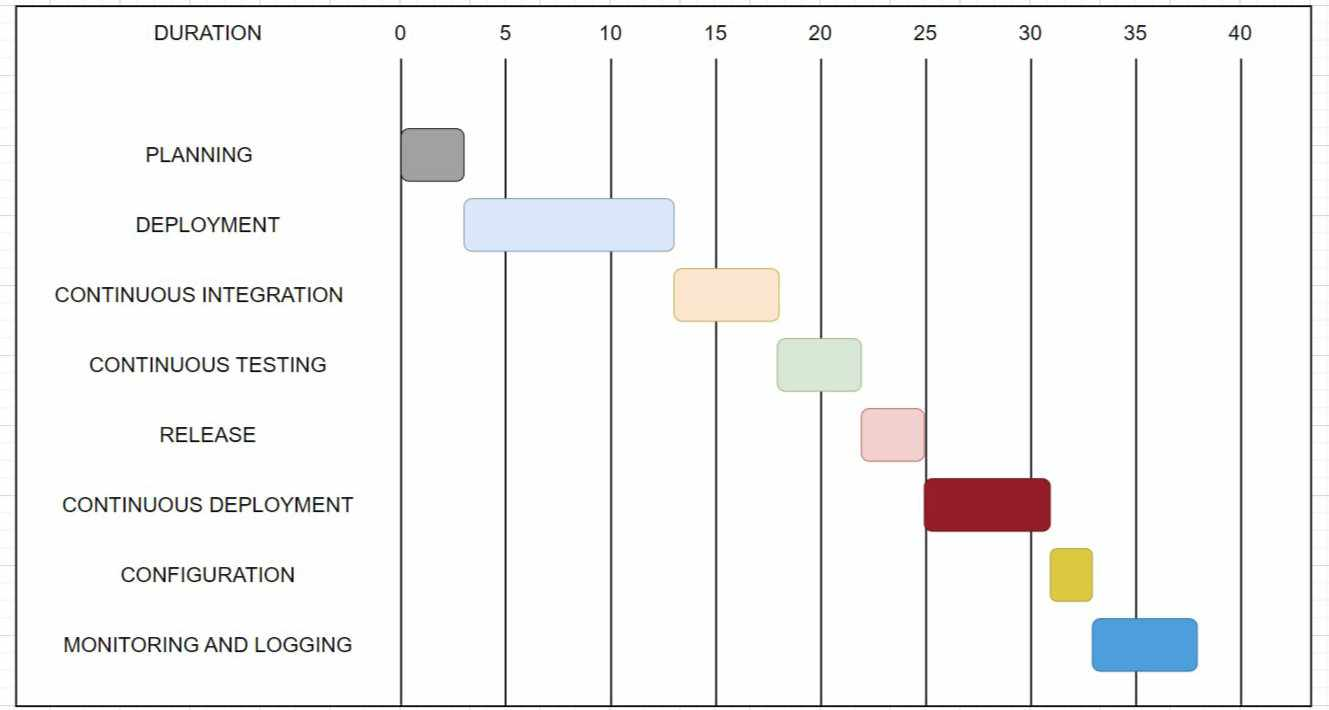 DURATION 0 5 10 15 20 25 30 35 40
PLANNING
DEPLOYMENT
CONTINUOUS INTEGRATION
CONTINUOUS TESTING
RELEASE
CONTINUOUS DEPLOYMENT
CONFIGURATION
MONITORING AND LOGGING